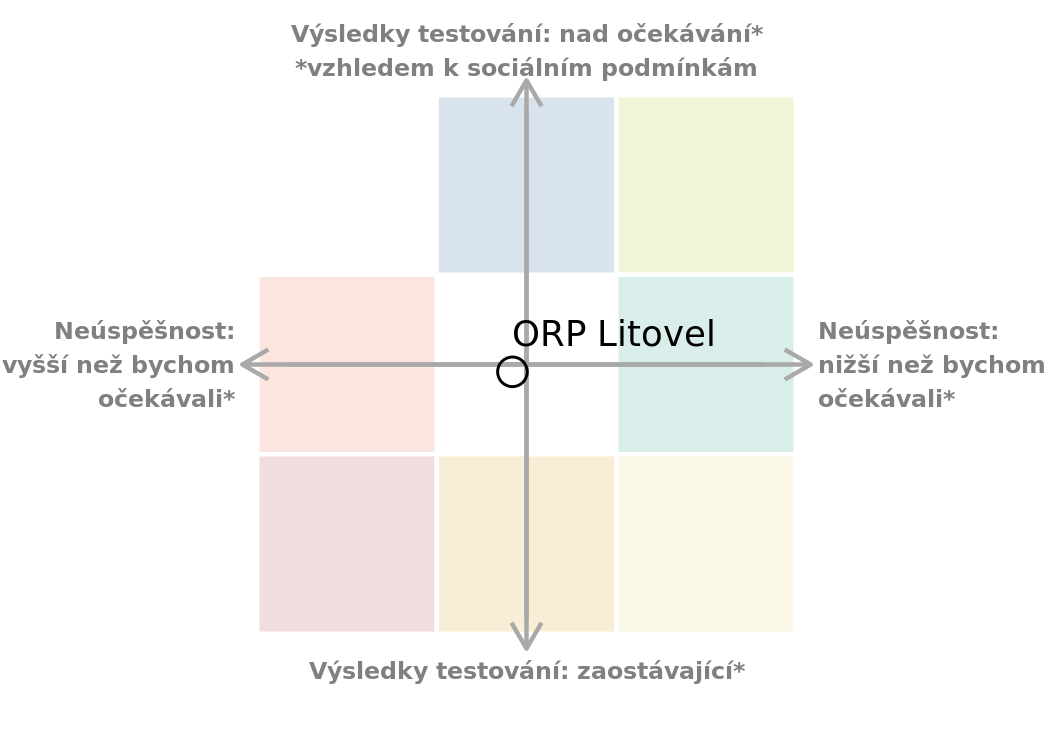 Výsledky testování: nad očekávání*
*vzhledem k sociálním podmínkám
ORP Litovel
Neúspěšnost:
vyšší než bychom
očekávali*
Neúspěšnost:
nižší než bychom
očekávali*
Výsledky testování: zaostávající*